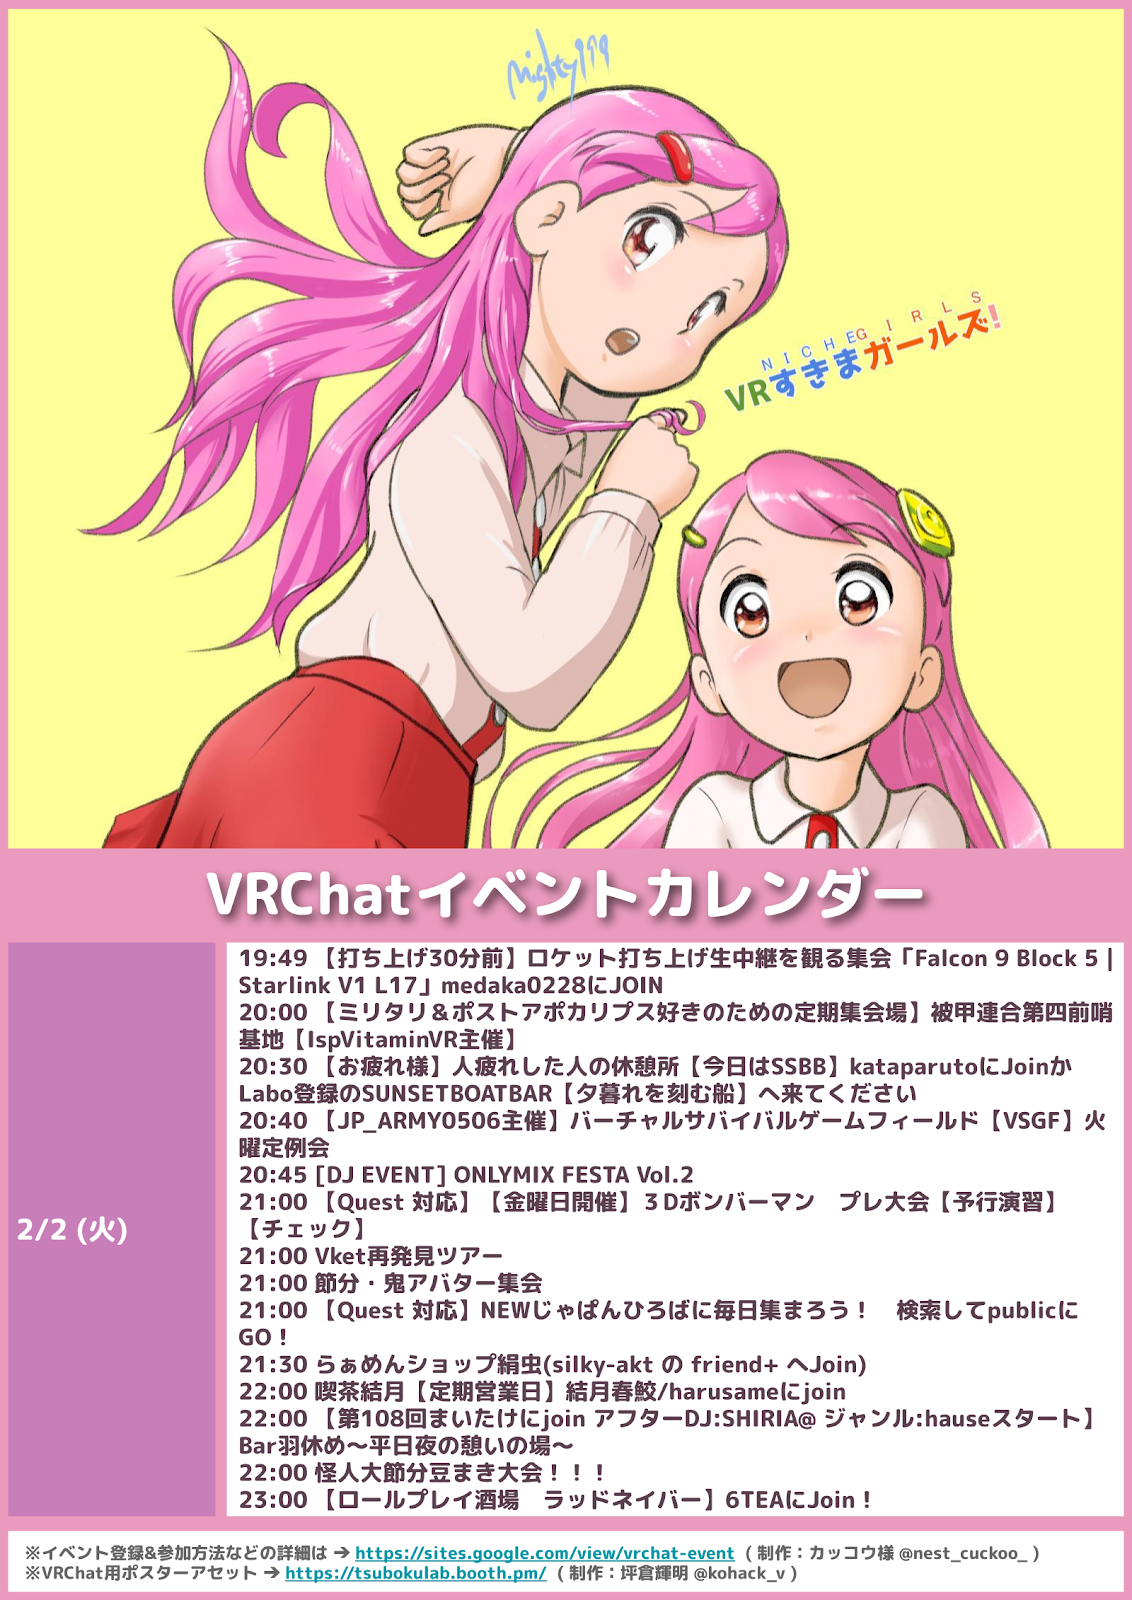 mighty199
NICHE GIRLS
VRすきまガールズ!
VRChatイベントカレンダー
2/2 (火)
19:49 【打ち上げ30分前】ロケット打ち上げ生中継を観る集会「Falcon 9 Block 5 |
Starlink V1 L17」medaka0228にJOIN
20:00 【ミリタリ＆ポストアポカリプス好きのための定期集会場】被甲連合第四前哨
基地【IspVitaminVR主催】
20:30 【お疲れ様】人疲れした人の休憩所【今日はSSBB】kataparutoにJoinか
Labo登録のSUNSETBOATBAR【夕暮れを刻む船】へ来てください
20:40 【JP_ARMY0506主催】バーチャルサバイバルゲームフィールド【VSGF】火
曜定例会
20:45 [DJ EVENT] ONLYMIX FESTA Vol.2
21:00 【Quest 対応】【金曜日開催】３Dボンバーマン　プレ大会【予行演習】
【チェック】
21:00 Vket再発見ツアー
21:00 節分・鬼アバター集会
21:00 【Quest 対応】NEWじゃぱんひろばに毎日集まろう！　検索してpublicに
GO！
21:30 らぁめんショップ絹虫(silky-akt の friend+ へJoin)
22:00 喫茶結月【定期営業日】結月春鮫/harusameにjoin
22:00 【第108回まいたけにjoin アフターDJ:SHIRIA@ ジャンル:hauseスタート】
Bar羽休め〜平日夜の憩いの場〜
22:00 怪人大節分豆まき大会！！！
23:00 【ロールプレイ酒場　ラッドネイバー】6TEAにJoin！
※イベント登録&参加方法などの詳細は → https://sites.google.com/view/vrchat-event ( 制作：カッコウ様 @nest_cuckoo_ )
※VRChat用ポスターアセット → https://tsubokulab.booth.pm/ ( 制作：坪倉輝明 @kohack_v )